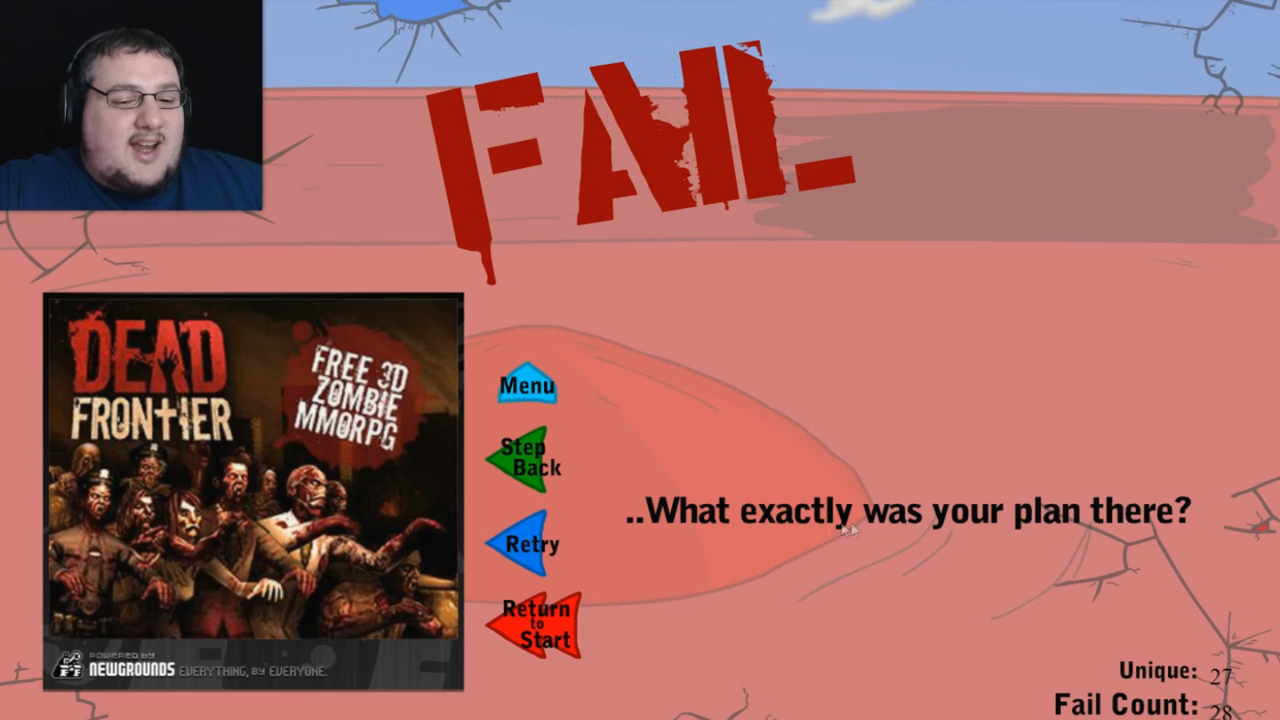 FAIL
DEAD
FRONTIER
FREE 3D
ZOMBIE
MMORPG
POWERED BY
NEWGROUNDS EVERYTHING, BY EVERYONE.
Menu
Step
Back
Retry
Return
to
Start
..What exactly was your plan there?
Unique: 27
Fail Count: 28